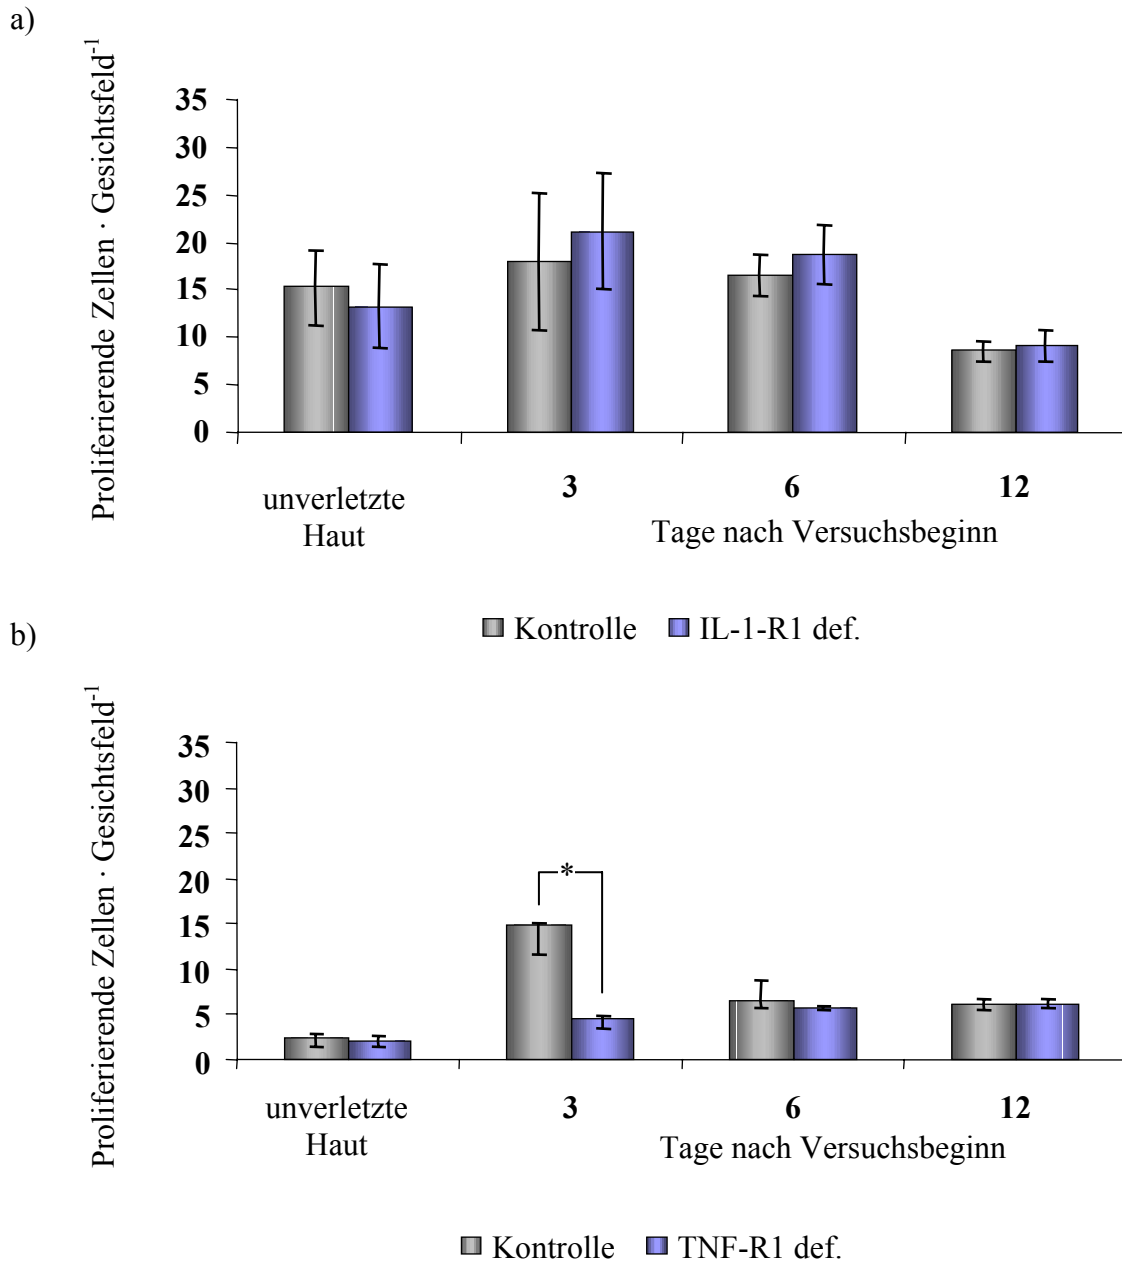 a)
Proliferierende Zellen · Gesichtsfeld-1
35
30
25
20
15
10
5
0
unverletzte
Haut
3
6
12
Tage nach Versuchsbeginn
Kontrolle
IL-1-R1 def.
b)
Proliferierende Zellen · Gesichtsfeld-1
35
30
25
20
15
10
5
0
*
unverletzte
Haut
3
6
12
Tage nach Versuchsbeginn
Kontrolle
TNF-R1 def.